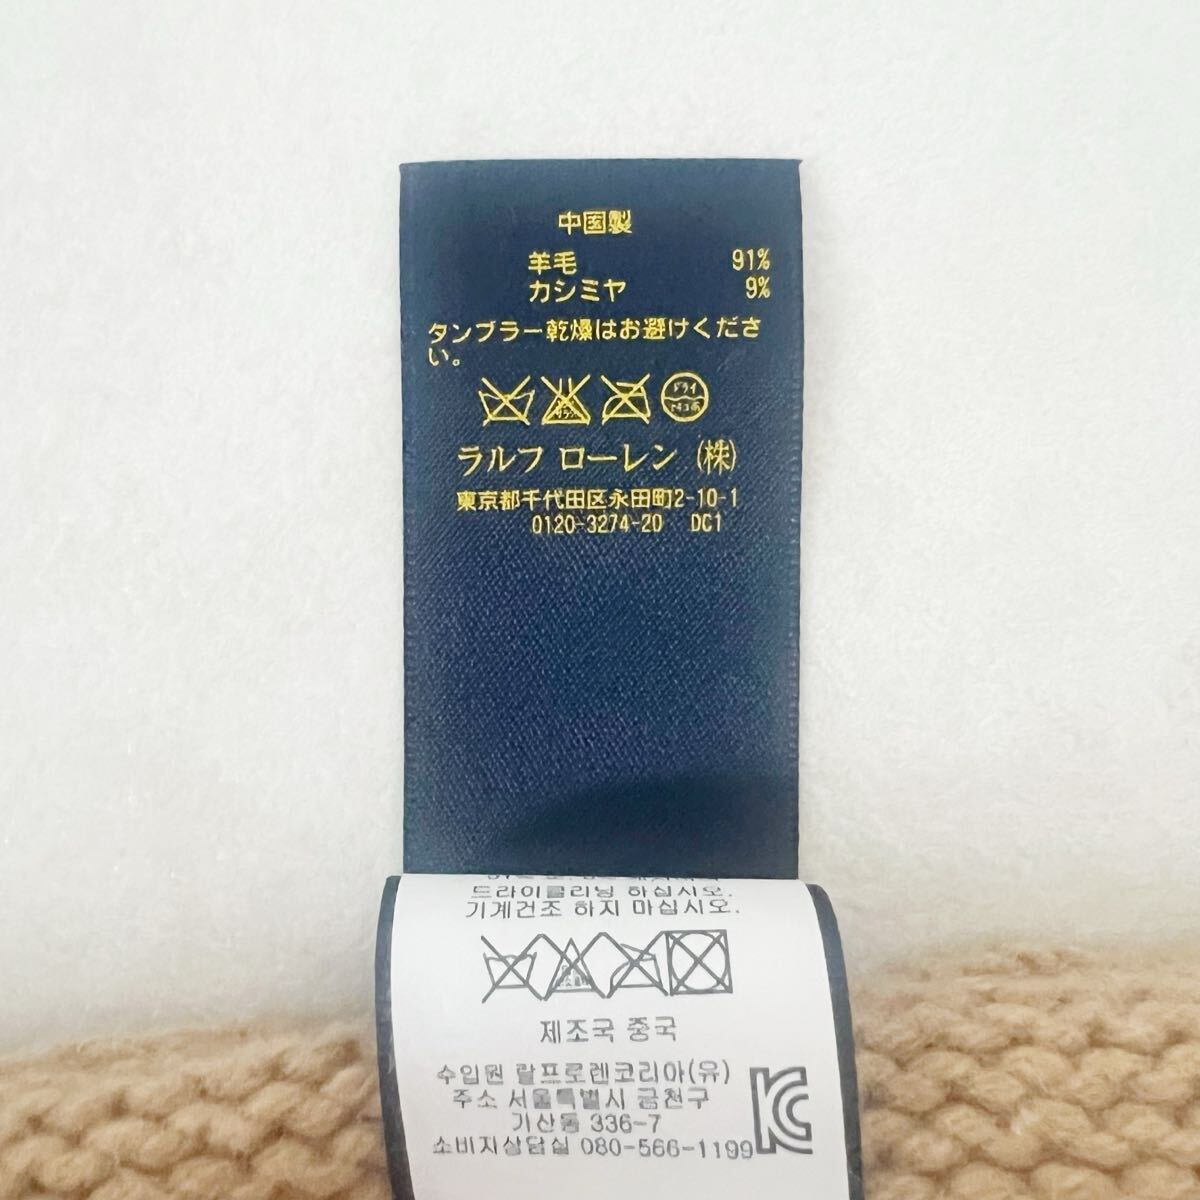 中国製
羊毛 91%
カシミヤ 9%
タンブラー乾燥はお避けくださ
い。
ドライ
ラルフ ローレン (株)
東京都千代田区永田町2-10-1
0120-3274-20 DC1
드라이클리닝 하십시오.
기계건조 하지 마십시오.
제조국 중국
수입원 랄프로렌코리아(유)
주소 서울특별시 금천구
가산동 336-7
소비자상담실 080-566-1199